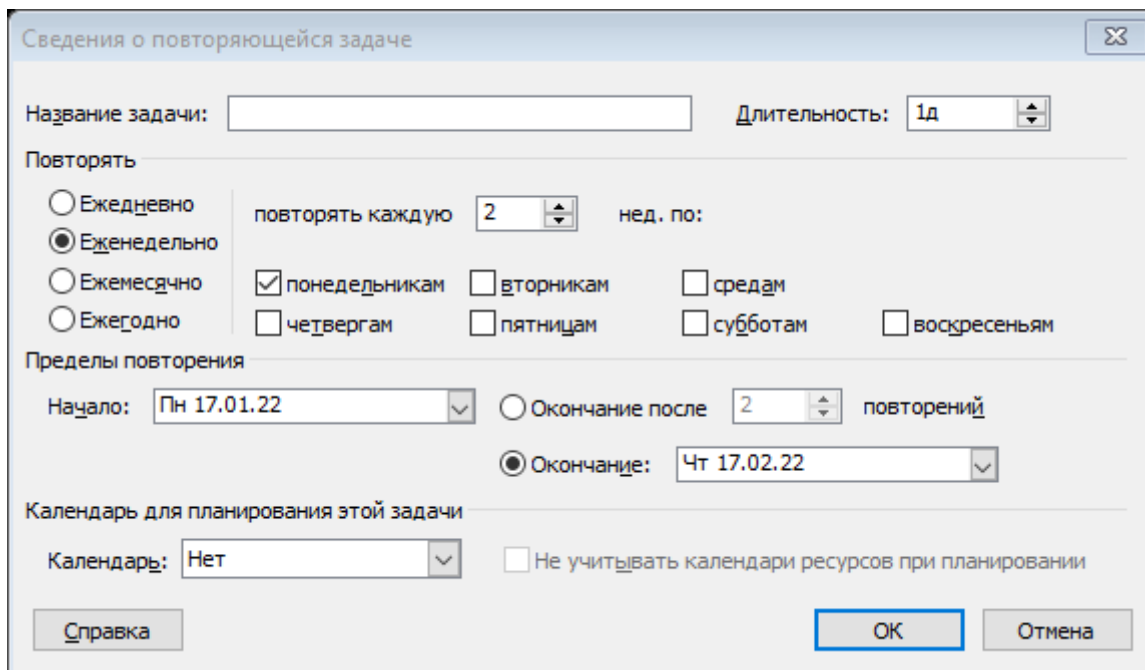 Сведения о повторяющейся задаче
Название задачи: Длительность: 1д
Повторять
Ежедневно повторять каждую 2 нед. по:
Еженедельно
Ежемесячно понедельникам вторникам средам
Ежегодно четвергам пятницам субботам воскресеньям
Пределы повторения
Начало: Пн 17.01.22 Окончание после 2 повторений
Окончание: Чт 17.02.22
Календарь для планирования этой задачи
Календарь: Нет Не учитывать календари ресурсов при планировании
Справка ОК Отмена